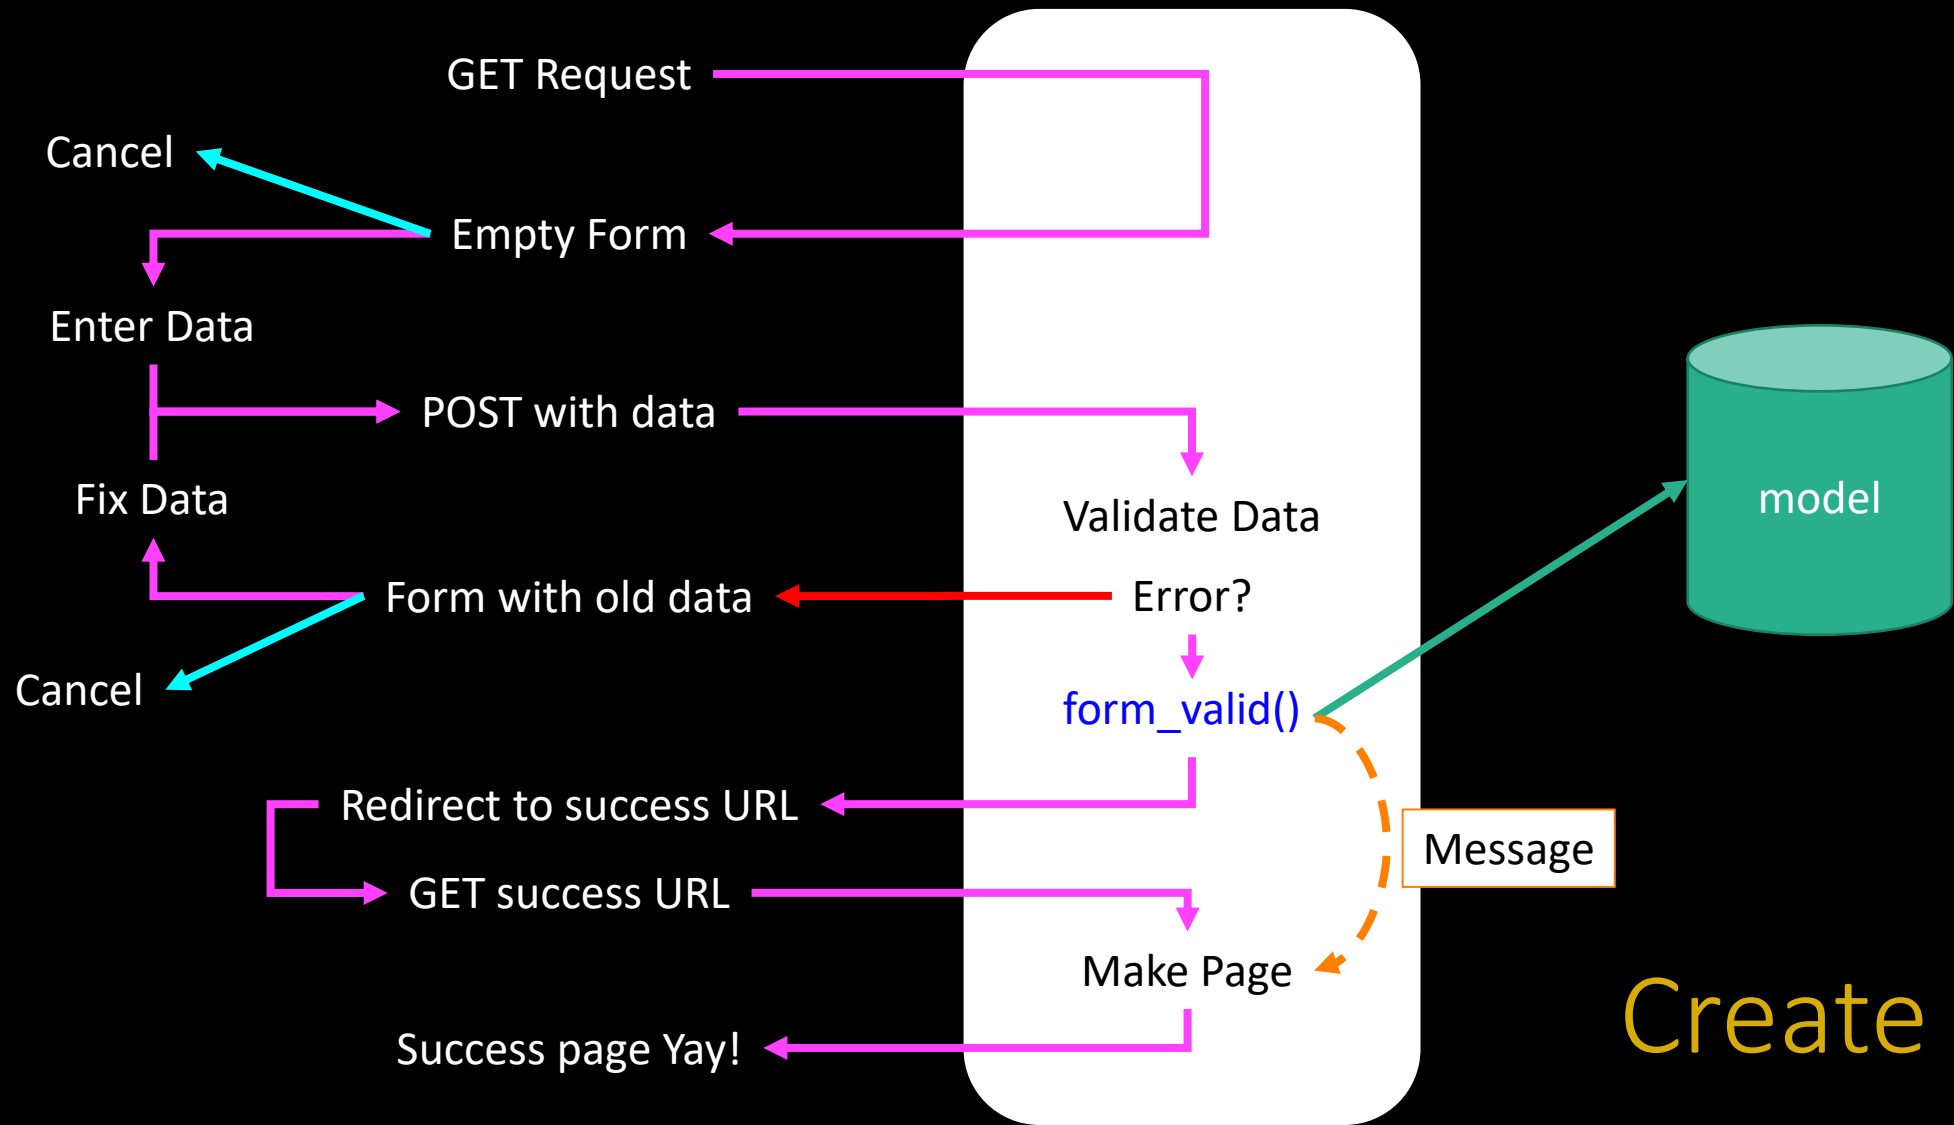 GET Request
Cancel
Empty Form
Enter Data
POST with data
Fix Data
Validate Data
model
Form with old data
Error?
Cancel
form_valid()
Redirect to success URL
Message
GET success URL
Make Page
Create
Success page Yay!